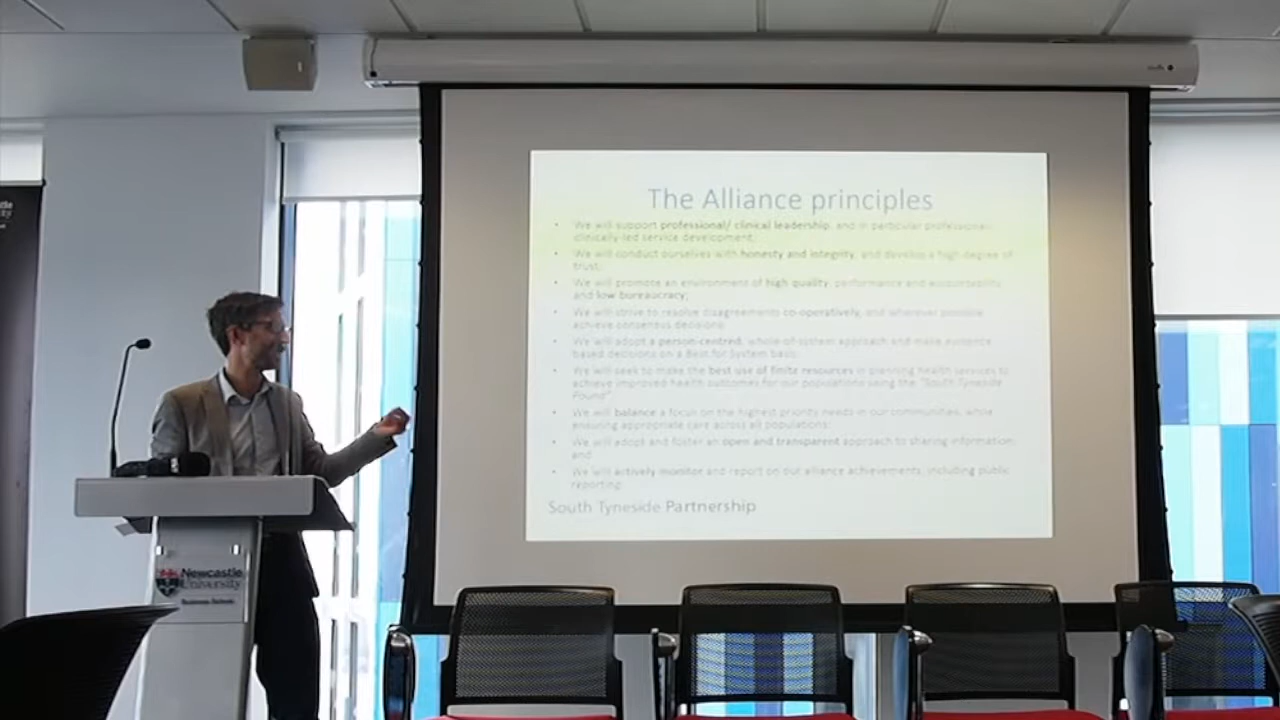 The Alliance principles
• We will support professional/ clinical leadership, and in particular professional,
clinically-led service development;
• We will conduct ourselves with honesty and integrity, and develop a high degree of
trust;
• We will promote an environment of high quality, performance and accountability
and low bureaucracy;
• We will strive to resolve disagreements co-operatively, and wherever possible
achieve consensus decisions;
• We will adopt a person-centred, whole-of-system approach and make evidence
based decisions on a Best for System basis;
• We will seek to make the best use of finite resources in planning health services to
achieve improved health outcomes for our populations using the "South Tyneside
Pound"
• We will balance a focus on the highest priority needs in our communities, while
ensuring appropriate care across all populations;
• We will adopt and foster an open and transparent approach to sharing information;
and
• We will actively monitor and report on our alliance achievements, including public
reporting.
South Tyneside Partnership
Newcastle
University
Business School